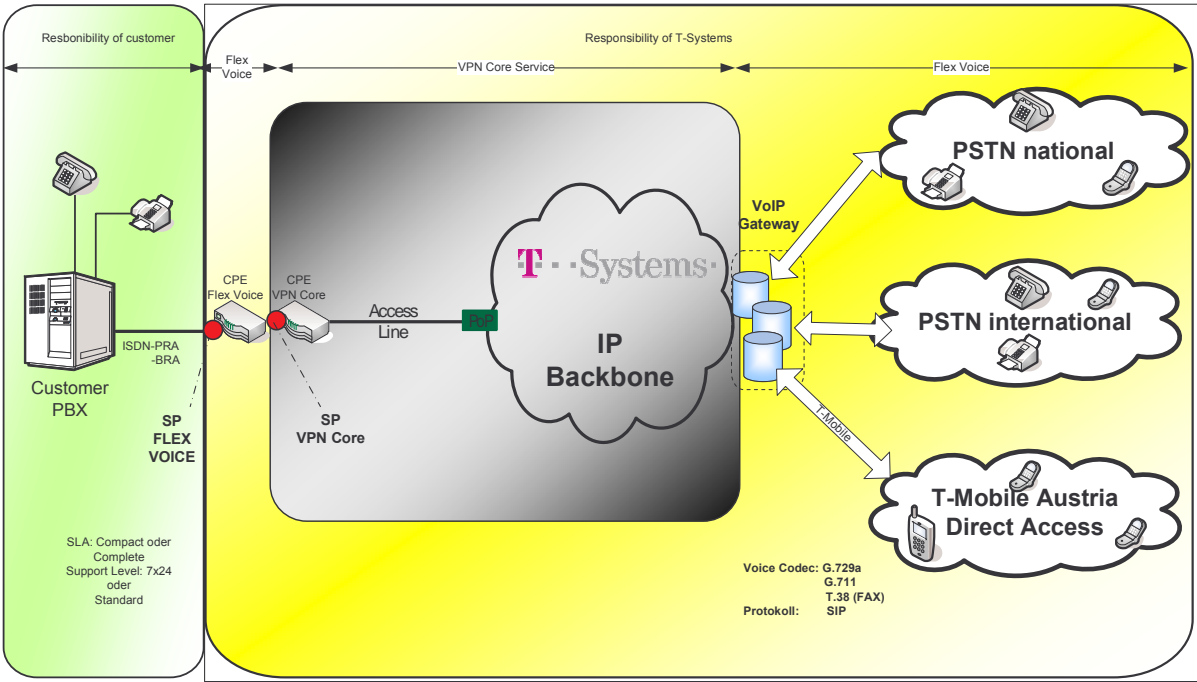 Resbonibility of customer
Responsibility of T-Systems
Flex
Voice
VPN Core Service
Flex Voice
PSTN national
VoIP
Gateway
T · · · Systems ·
CPE
Flex Voice
CPE
VPN Core
Access
Line
PoP
IP
Backbone
PSTN international
ISDN-PRA
-BRA
Customer
PBX
SP
FLEX
VOICE
SP
VPN Core
T-Mobile
T-Mobile Austria
Direct Access
SLA: Compact oder
Complete
Support Level: 7x24
oder
Standard
Voice Codec: G.729a
G.711
T.38 (FAX)
Protokoll: SIP